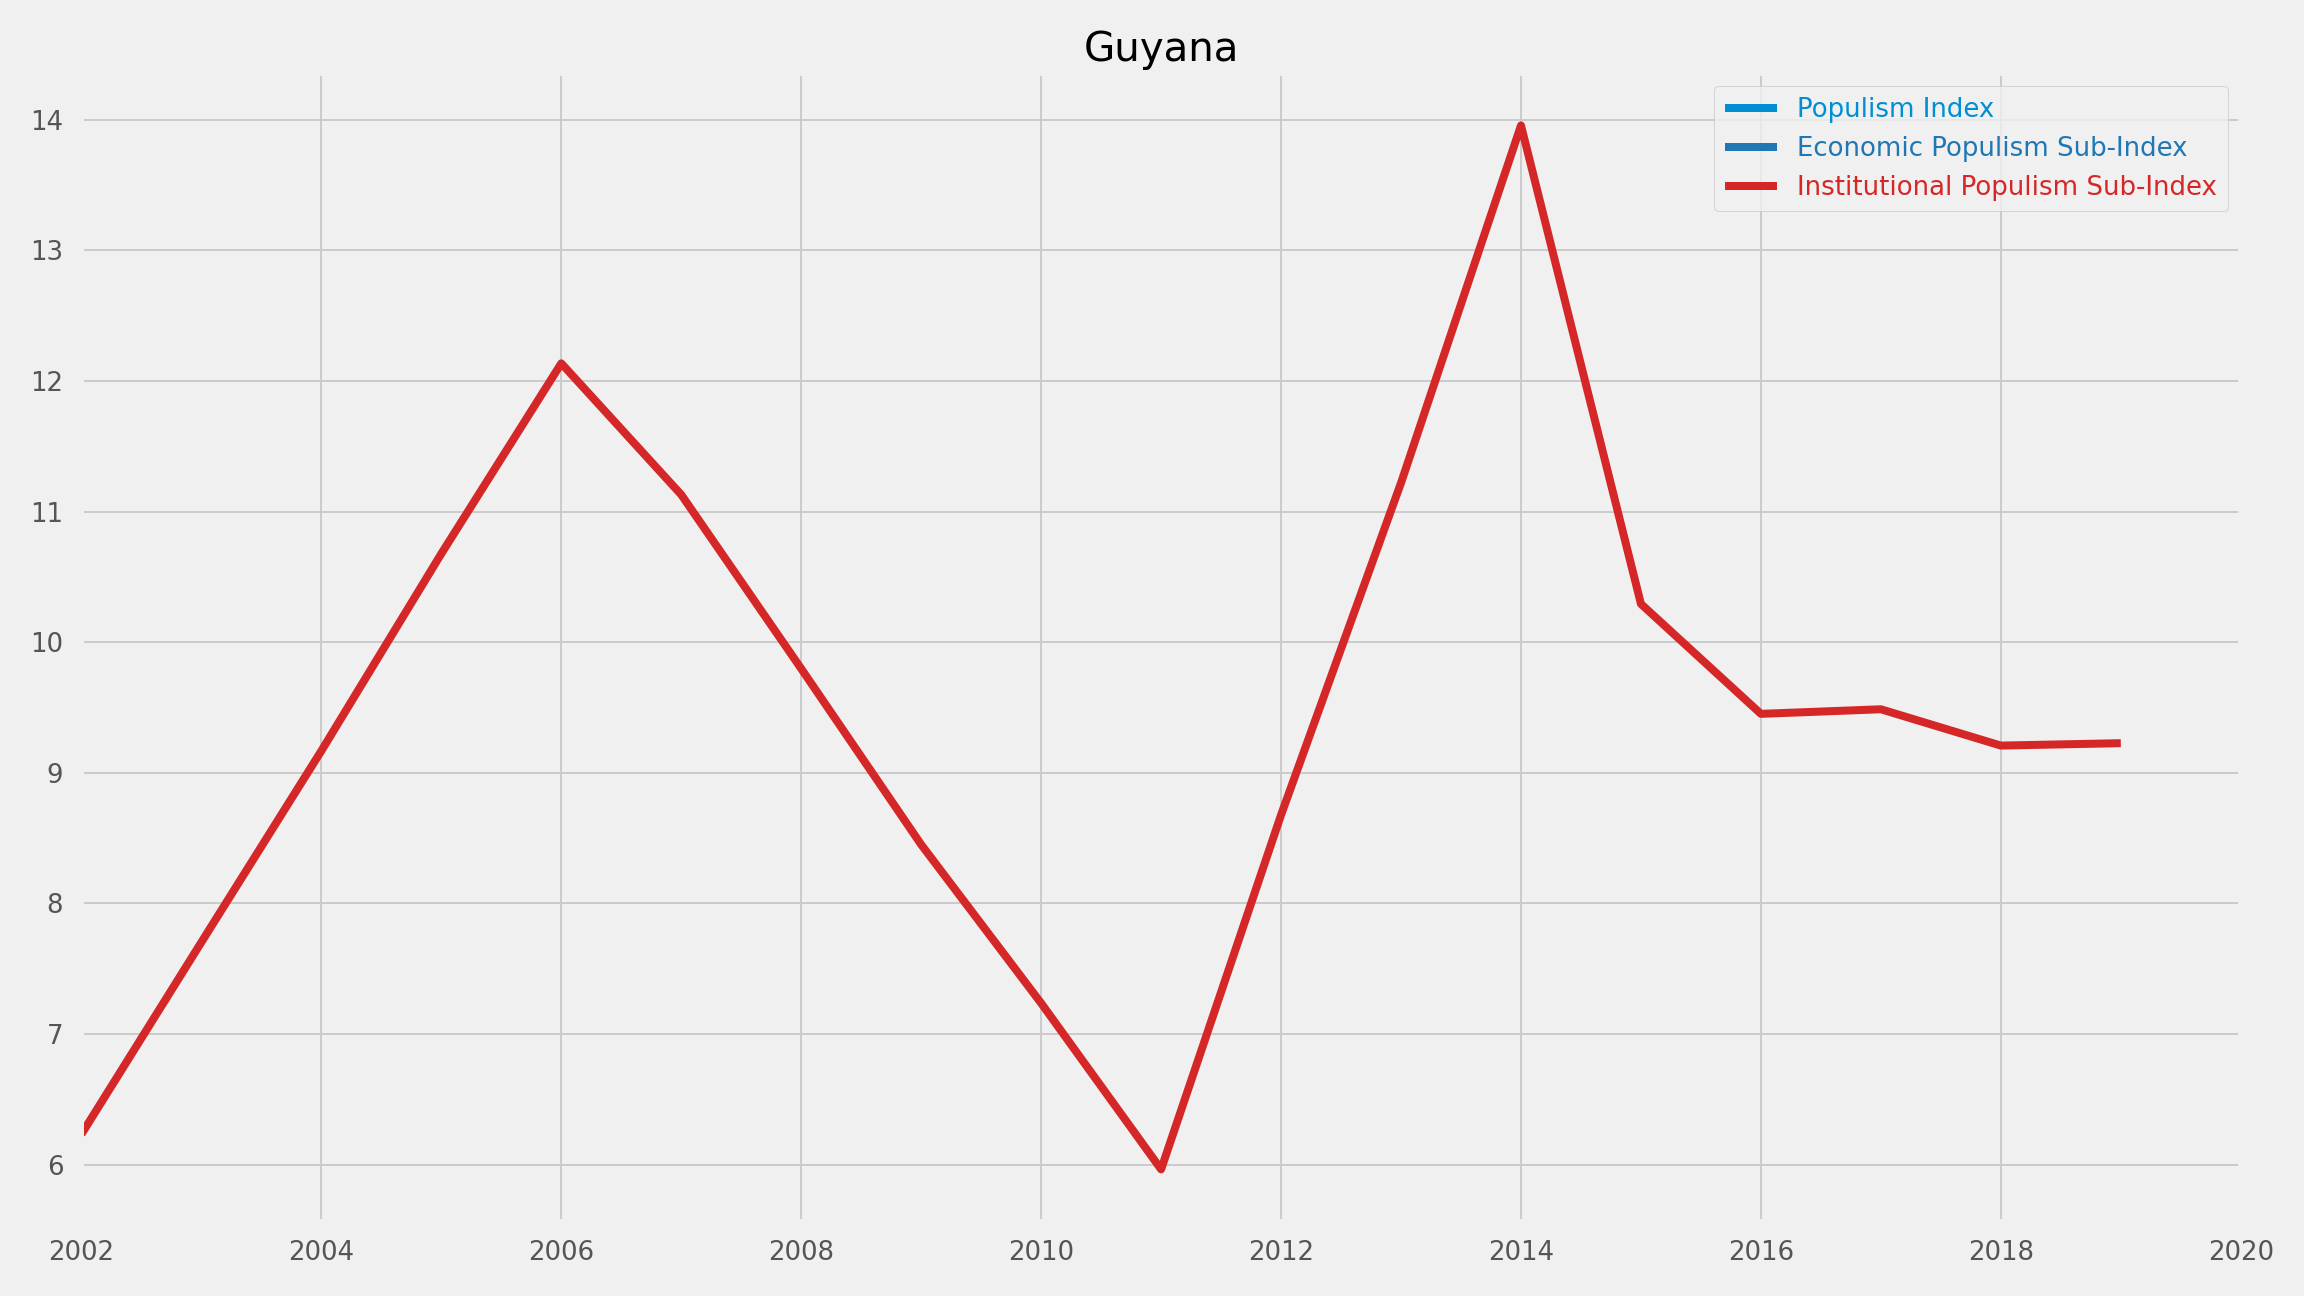 Guyana
Populism Index
Economic Populism Sub-Index
Institutional Populism Sub-Index
14
13
12
11
10
9
8
7
6
2002 2004 2006 2008 2010 2012 2014 2016 2018 2020